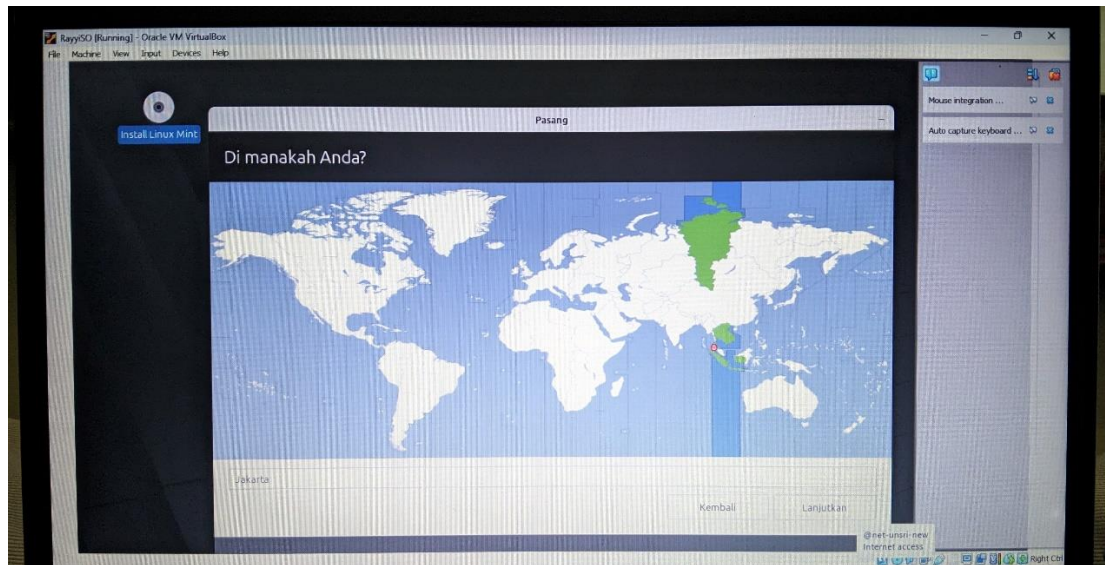 RayyISO [Running] - Oracle VM VirtualBox
File Machine View Input Devices Help
Install Linux Mint
Pasang
Di manakah Anda?
Jakarta
Kembali
Lanjutkan
Mouse integration ...
Auto capture keyboard ...
@net-unsri-new
Internet access
Right Ctrl